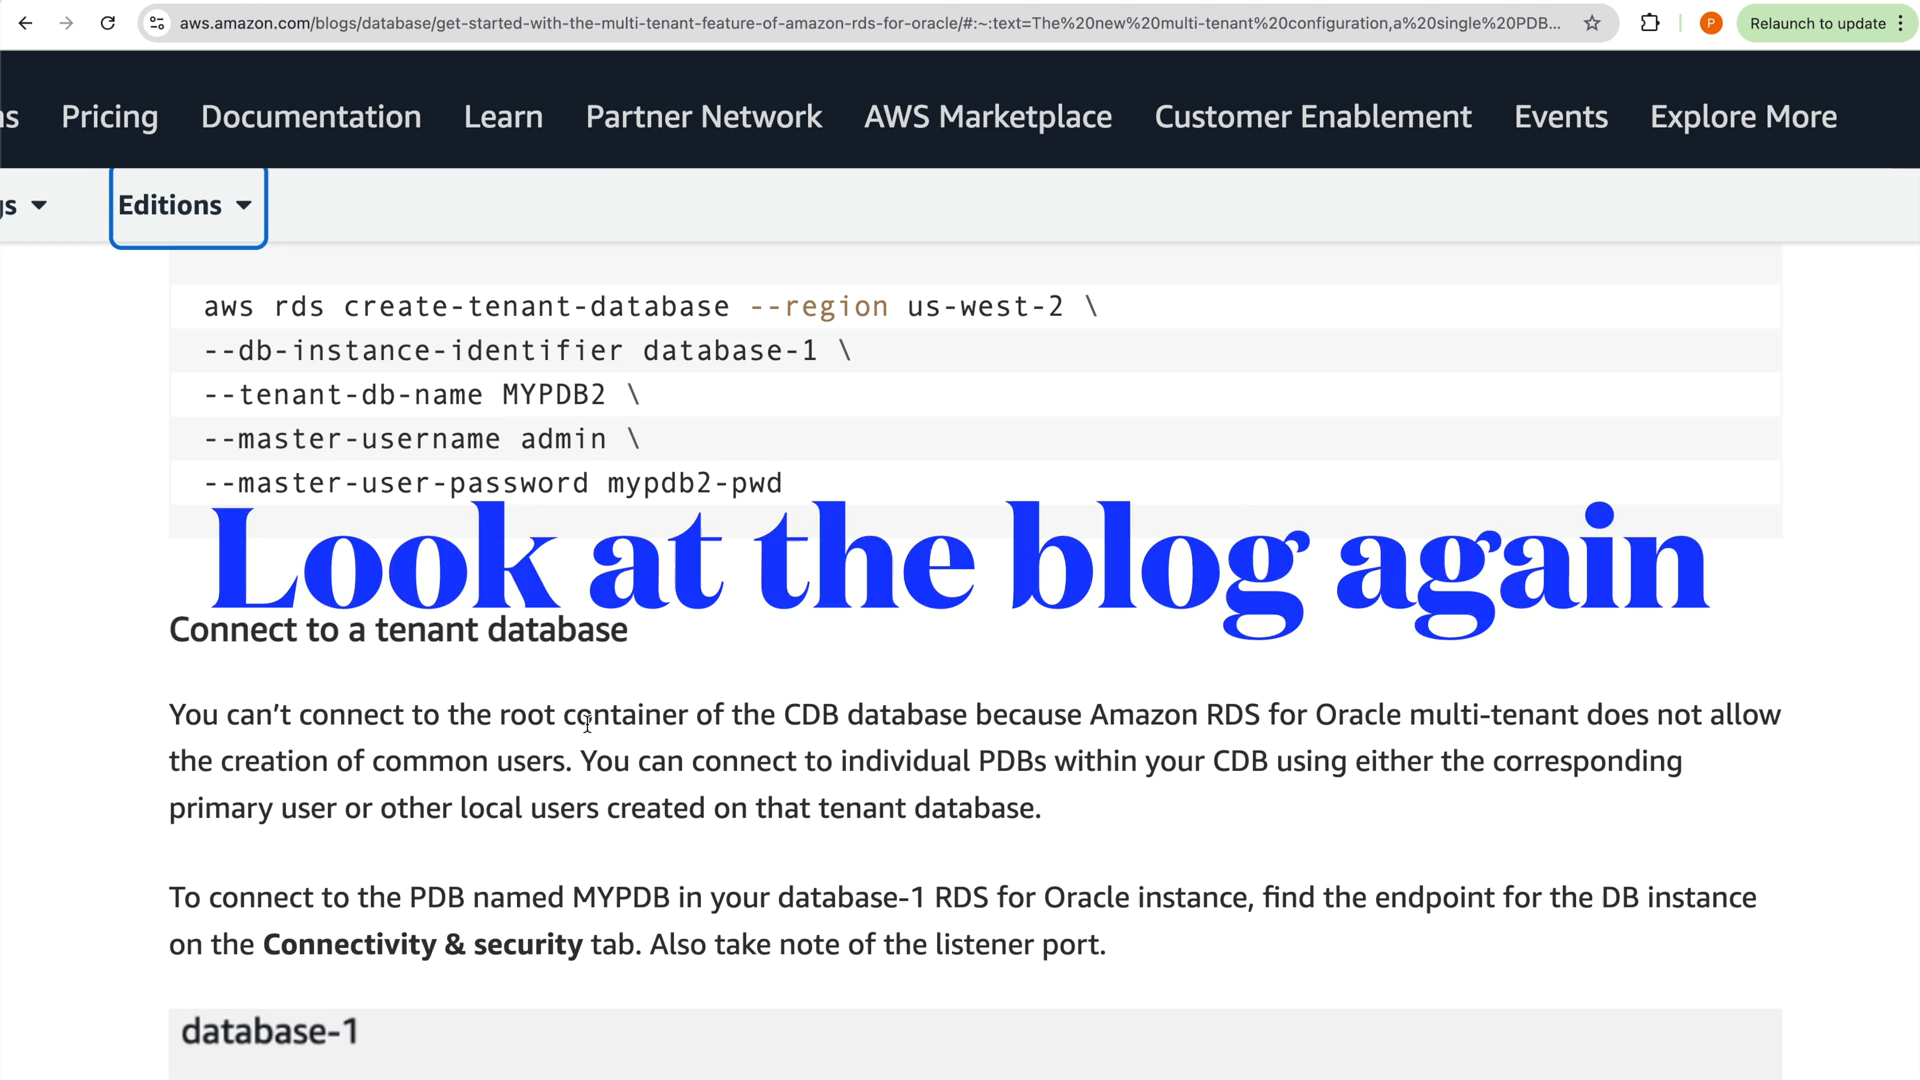 aws.amazon.com/blogs/database/get-started-with-the-multi-tenant-feature-of-amazon-rds-for-oracle/#:~:text=The%20new%20multi-tenant%20configuration,a%20single%20PDB...
P
Relaunch to update
ns Pricing Documentation Learn Partner Network AWS Marketplace Customer Enablement Events Explore More
gs Editions
aws rds create-tenant-database --region us-west-2 \
--db-instance-identifier database-1 \
--tenant-db-name MYPDB2 \
--master-username admin \
--master-user-password mypdb2-pwd
Look at the blog again
Connect to a tenant database
You can’t connect to the root container of the CDB database because Amazon RDS for Oracle multi-tenant does not allow
the creation of common users. You can connect to individual PDBs within your CDB using either the corresponding
primary user or other local users created on that tenant database.
To connect to the PDB named MYPDB in your database-1 RDS for Oracle instance, find the endpoint for the DB instance
on the Connectivity & security tab. Also take note of the listener port.
database-1